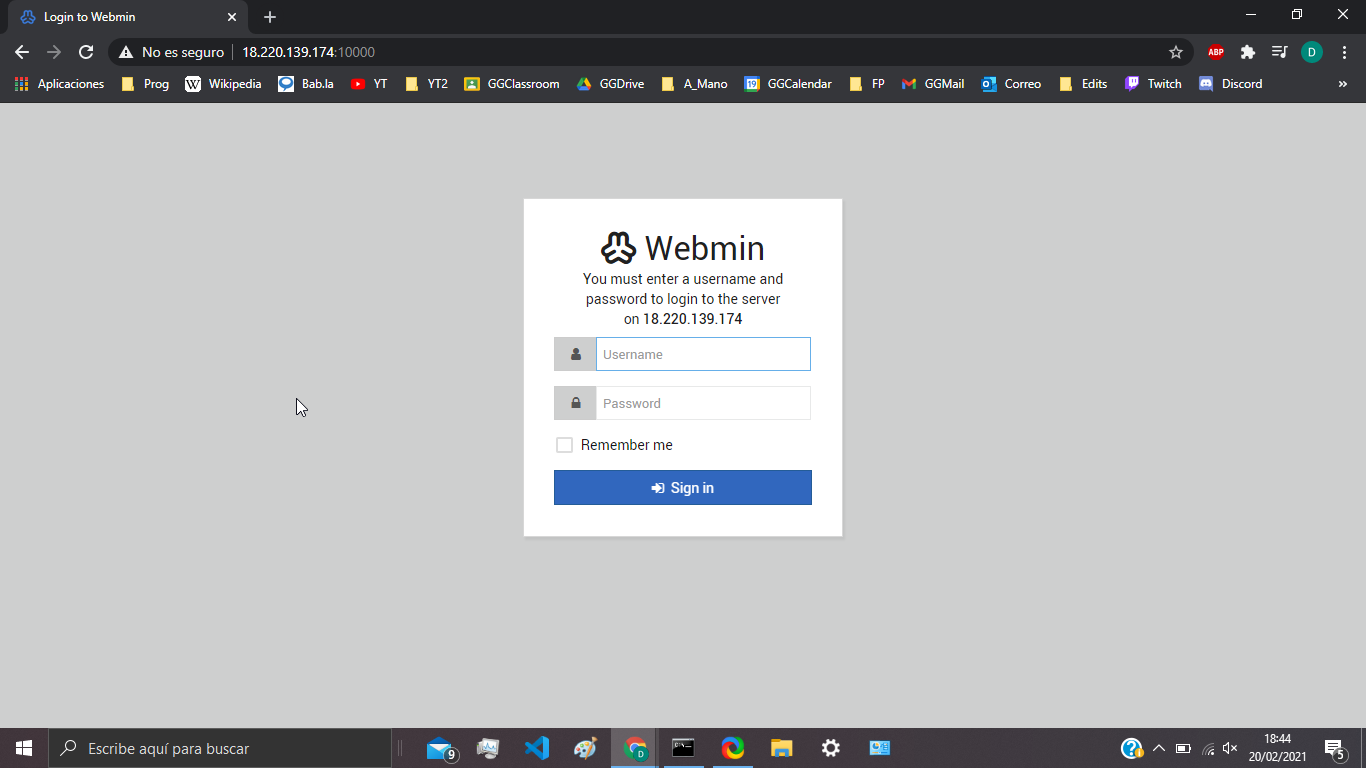 Login to Webmin
No es seguro 18.220.139.174:10000
ABP
D
Aplicaciones Prog Wikipedia Bab.la YT YT2 GGClassroom GGDrive A_Mano GGCalendar FP GGMail Correo Edits Twitch Discord »
Webmin
You must enter a username and
password to login to the server
on 18.220.139.174
Username
Password
Remember me
Sign in
Escribe aquí para buscar
9
D
18:44
20/02/2021
5